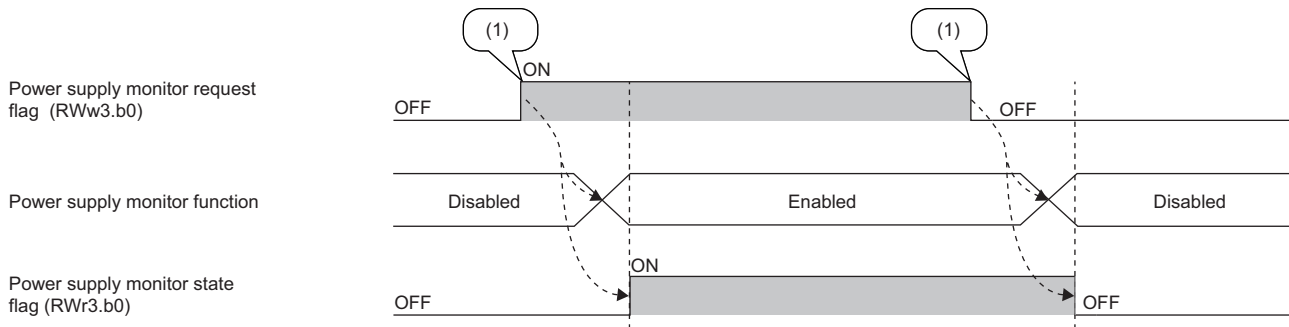 (1)
(1)
ON
Power supply monitor request
flag (RWw3.b0)
OFF
OFF
Power supply monitor function
Disabled
Enabled
Disabled
ON
Power supply monitor state
flag (RWr3.b0)
OFF
OFF